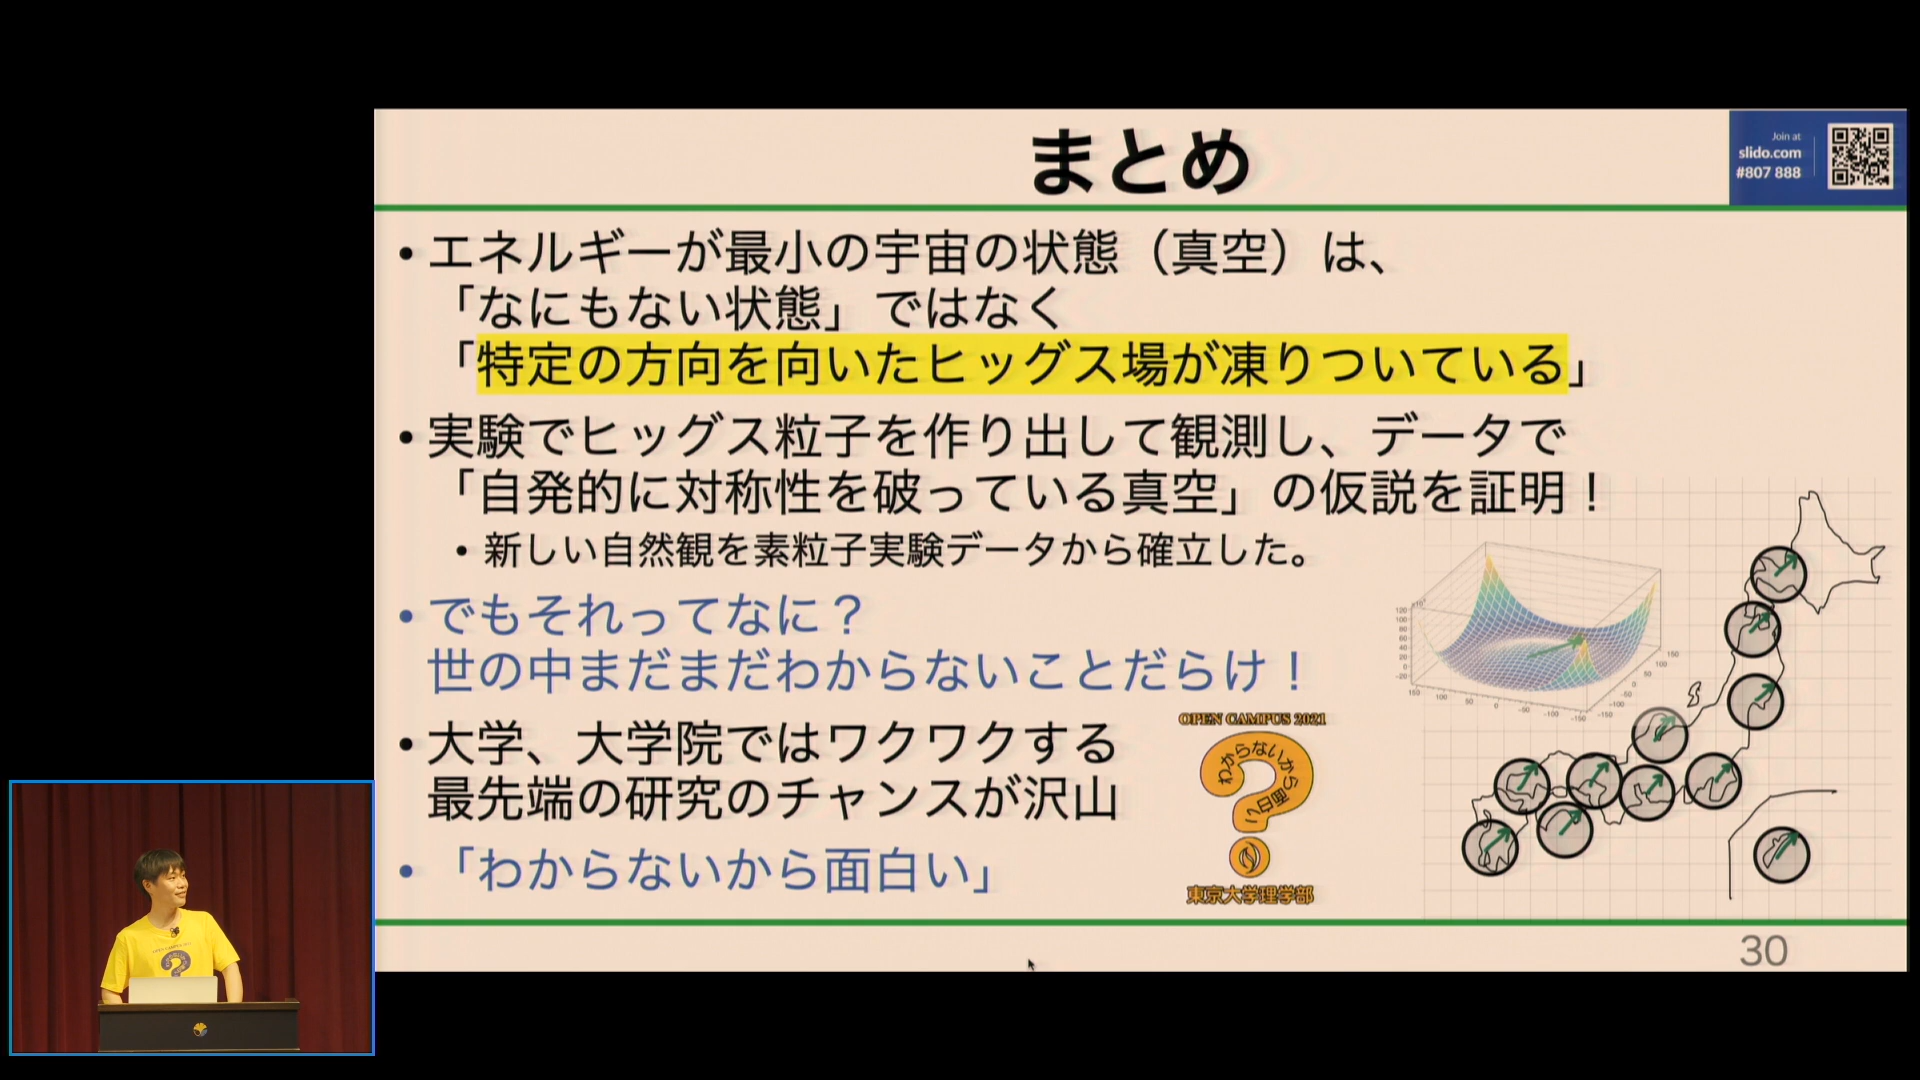 まとめ
Join at
slido.com
#807 888
・エネルギーが最小の宇宙の状態（真空）は、
「なにもない状態」ではなく
「特定の方向を向いたヒッグス場が凍りついている」
・実験でヒッグス粒子を作り出して観測し、データで
「自発的に対称性を破っている真空」の仮説を証明！
・新しい自然観を素粒子実験データから確立した。
・でもそれってなに？
世の中まだまだわからないことだらけ！
・大学、大学院ではワクワクする
最先端の研究のチャンスが沢山
・「わからないから面白い」
OPEN CAMPUS 2021
わからないから
面白い
東京大学理学部
30